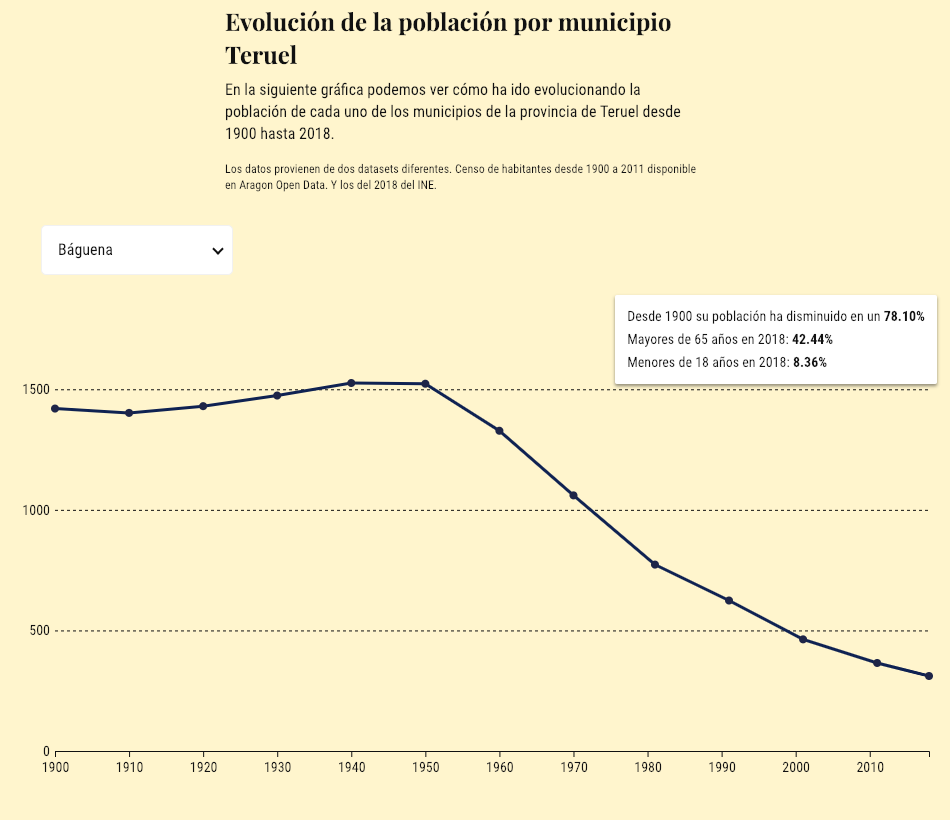 Evolución de la población por municipio
Teruel
En la siguiente gráfica podemos ver cómo ha ido evolucionando la
población de cada uno de los municipios de la provincia de Teruel desde
1900 hasta 2018.
Los datos provienen de dos datasets diferentes. Censo de habitantes desde 1900 a 2011 disponible
en Aragon Open Data. Y los del 2018 del INE.
Báguena
Desde 1900 su población ha disminuido en un 78.10%
Mayores de 65 años en 2018: 42.44%
Menores de 18 años en 2018: 8.36%
1500
1000
500
0
1900 1910 1920 1930 1940 1950 1960 1970 1980 1990 2000 2010